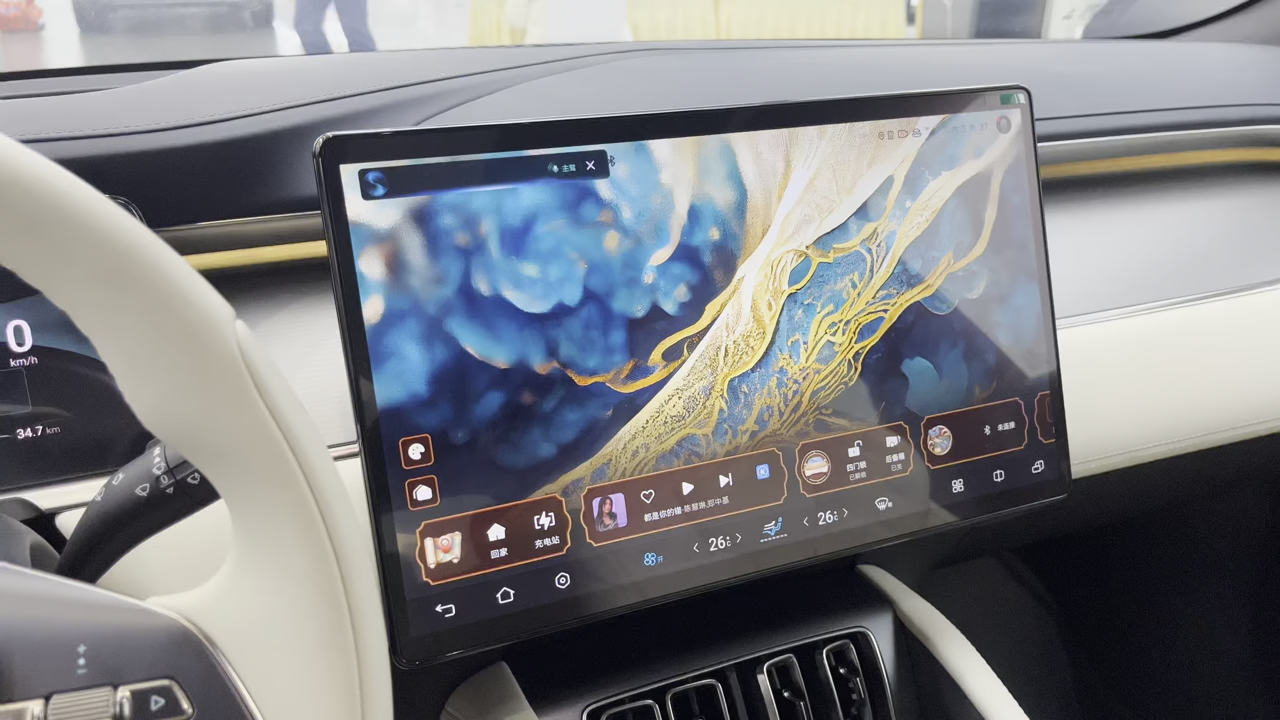 主驾
0
km/h
34.7 km
回家
充电站
都是你的错-陈慧琳,郑中基
K
四门锁
已解锁
后备箱
已关
未连接
开
26°C
26°C